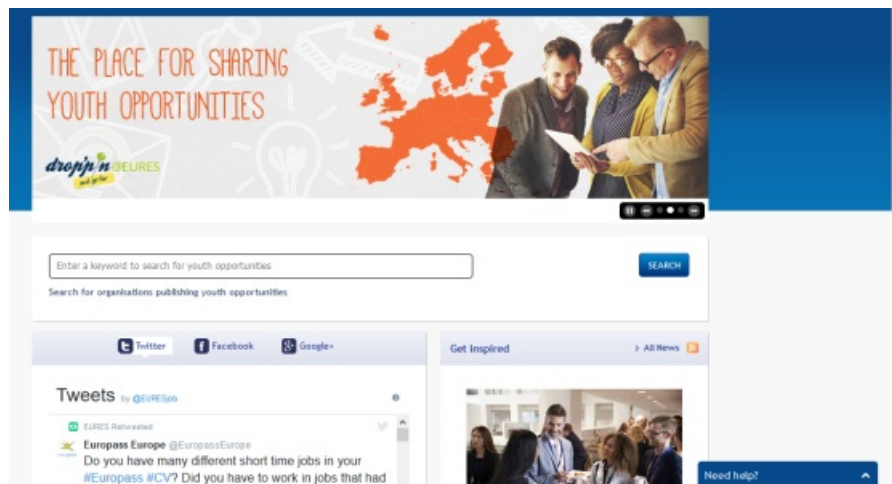 THE PLACE FOR SHARING
YOUTH OPPORTUNITIES
drop'pin@EURES
Enter a keyword to search for youth opportunities
SEARCH
Search for organisations publishing youth opportunities
Twitter
Facebook
Google+
Get Inspired
All News
Tweets by @EURESjob
EURES Retweeted
Europass Europe @EuropassEurope
Do you have many different short time jobs in your
#Europass #CV? Did you have to work in jobs that had
Need help?